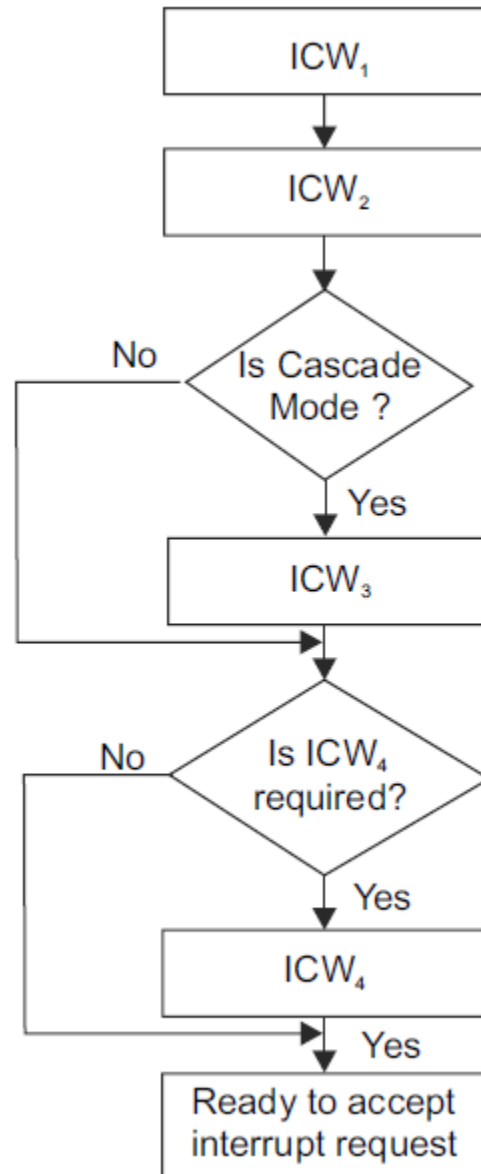 ICW₁
ICW₂
No
Is Cascade
Mode ?
Yes
ICW₃
No
Is ICW₄
required?
Yes
ICW₄
Yes
Ready to accept
interrupt request